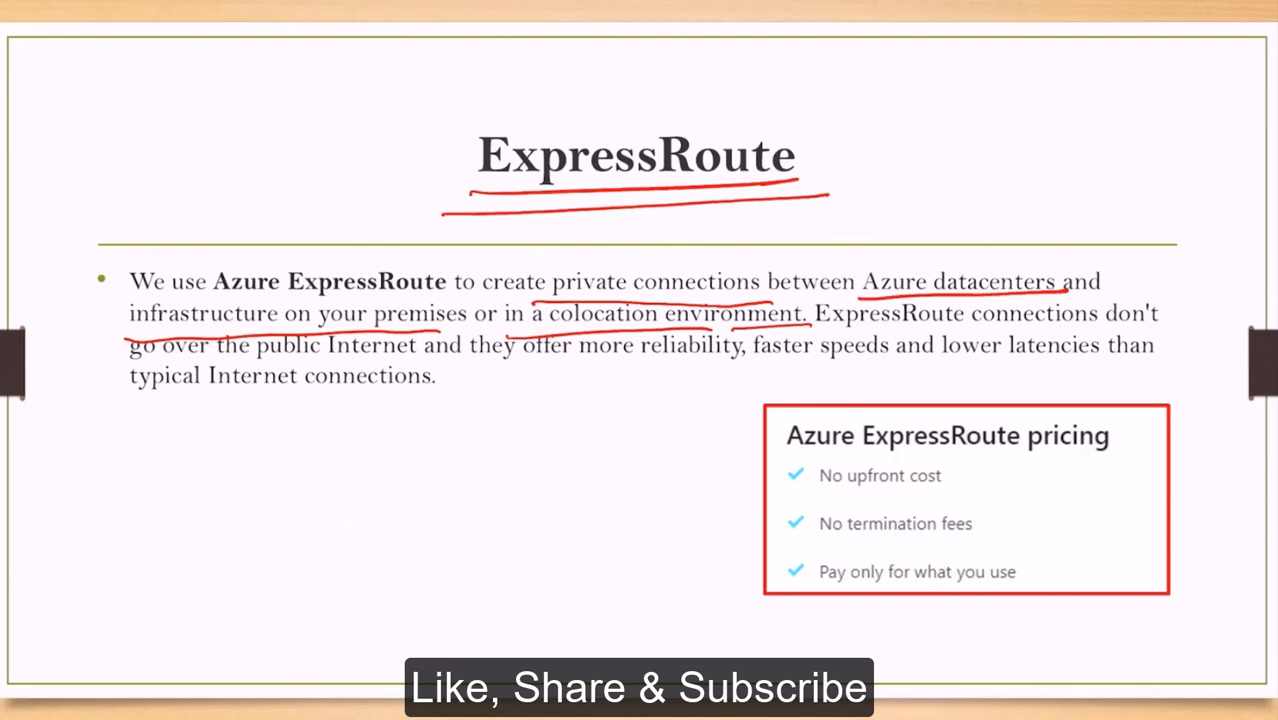 ExpressRoute
We use Azure ExpressRoute to create private connections between Azure datacenters and
infrastructure on your premises or in a colocation environment. ExpressRoute connections don't
go over the public Internet and they offer more reliability, faster speeds and lower latencies than
typical Internet connections.
Azure ExpressRoute pricing
No upfront cost
No termination fees
Pay only for what you use
Like, Share & Subscribe